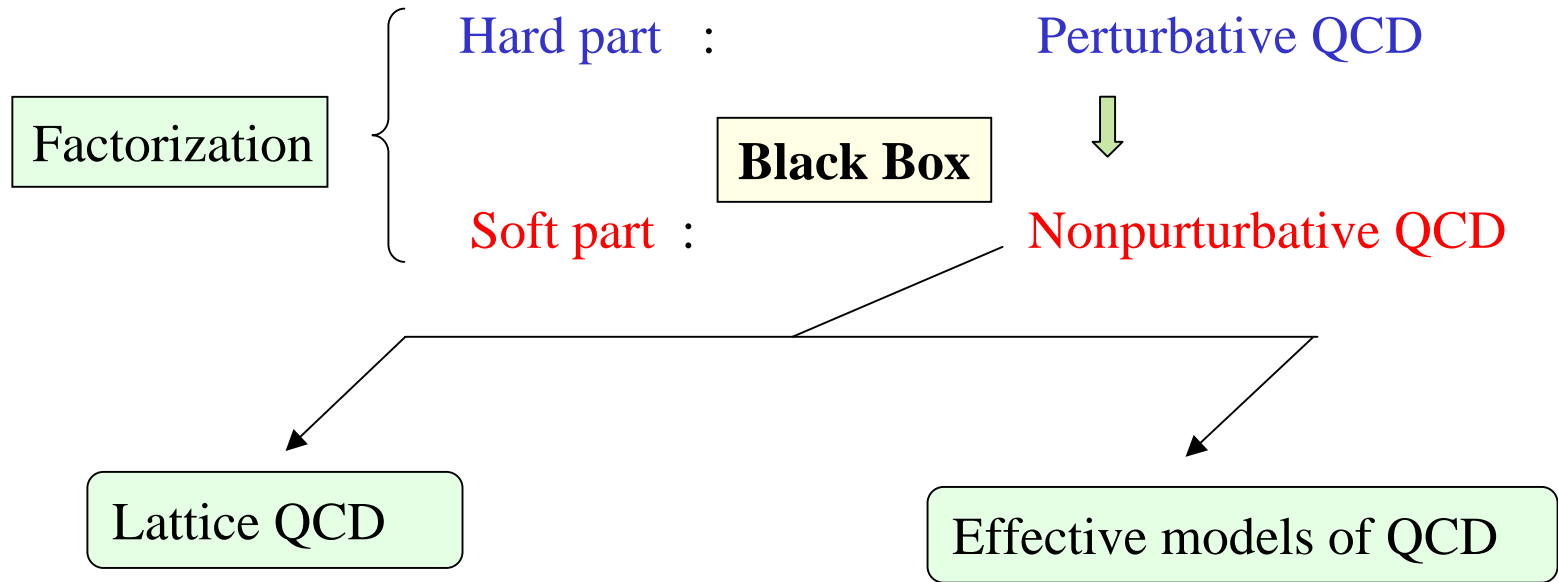 Hard part : Perturbative QCD
Factorization
Black Box
Soft part : Nonpurturbative QCD
Lattice QCD
Effective models of QCD